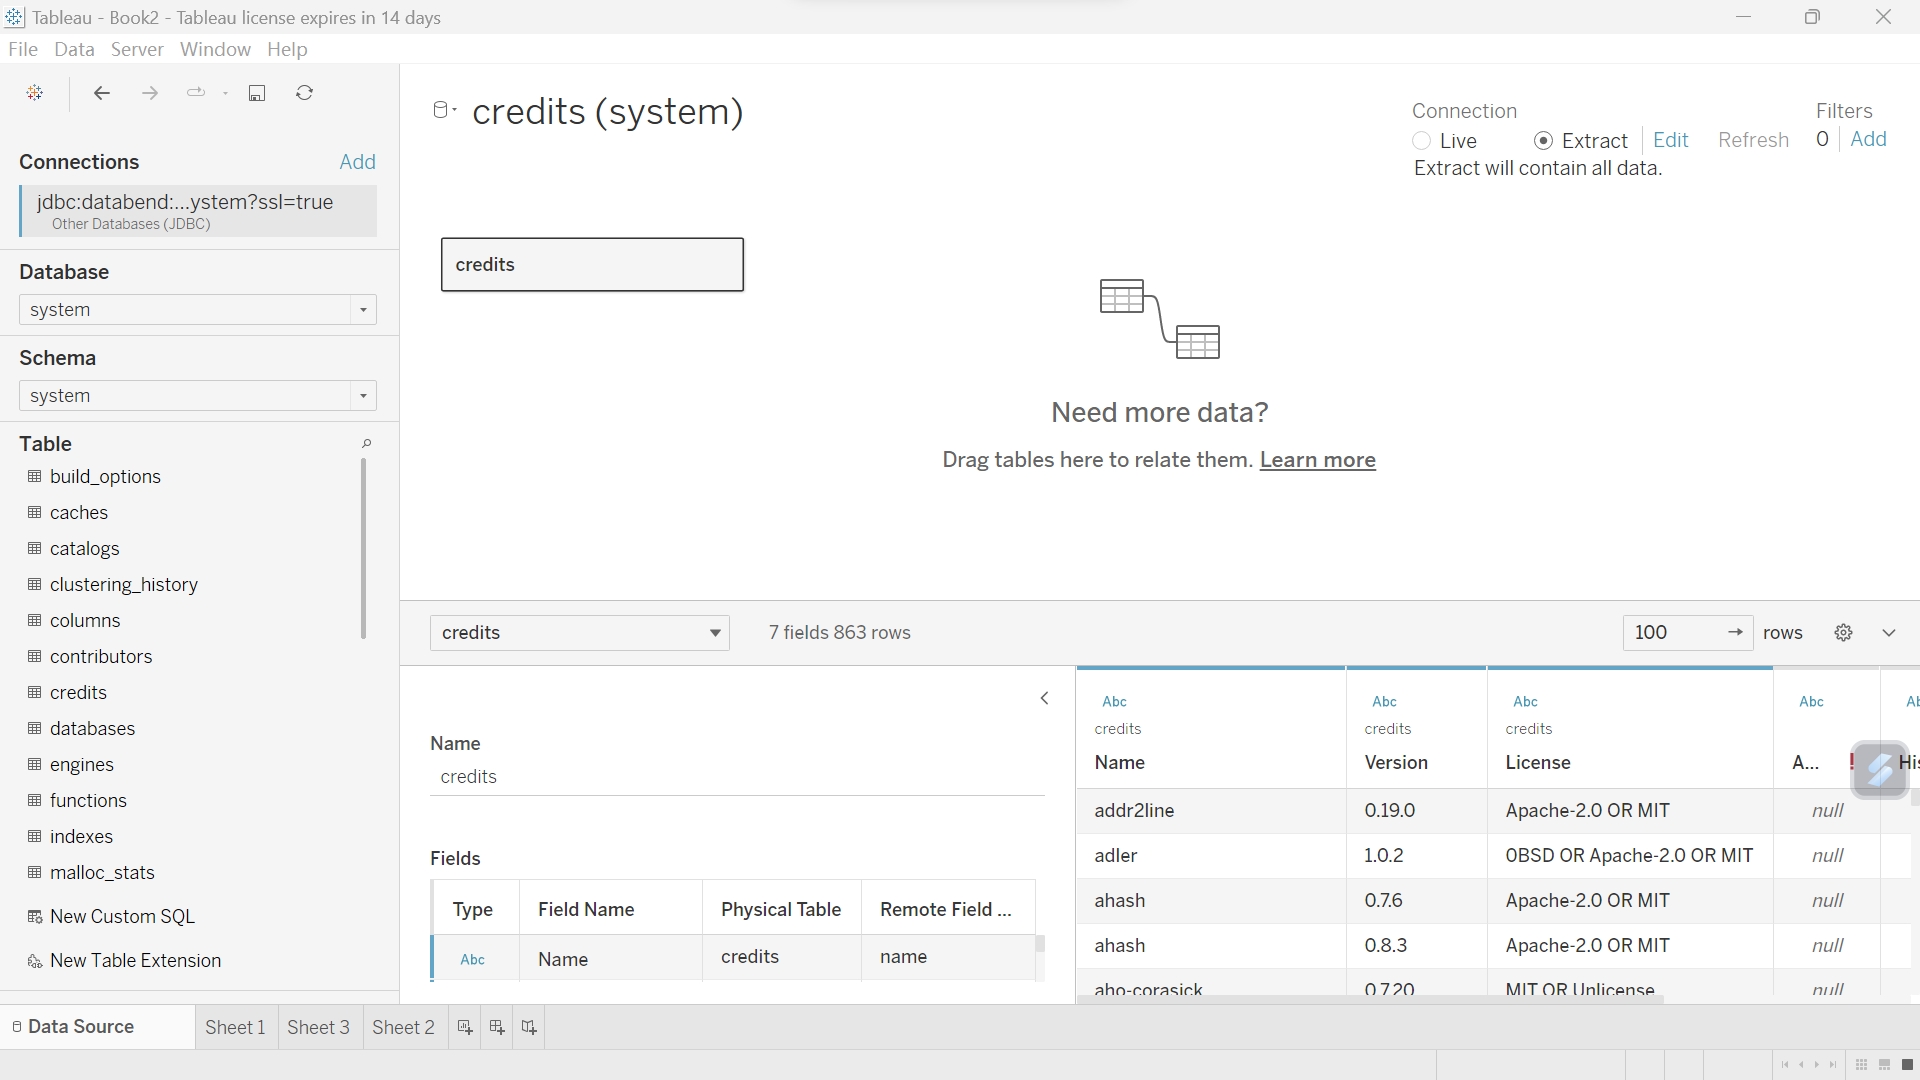 Tableau - Book2 - Tableau license expires in 14 days
File Data Server Window Help
Connections Add
jdbc:databend:...ystem?ssl=true
Other Databases (JDBC)
Database
system
Schema
system
Table
build_options
caches
catalogs
clustering_history
columns
contributors
credits
databases
engines
functions
indexes
malloc_stats
New Custom SQL
New Table Extension
credits (system)
Connection
Live Extract Edit Refresh
Extract will contain all data.
Filters
0 Add
credits
Need more data?
Drag tables here to relate them. Learn more
credits 7 fields 863 rows 100 → rows
Name
credits
Fields
Type Field Name Physical Table Remote Field ...
Abc Name credits name
Abc Abc Abc Abc
credits credits credits
Name Version License A... !
addr2line 0.19.0 Apache-2.0 OR MIT null
adler 1.0.2 0BSD OR Apache-2.0 OR MIT null
ahash 0.7.6 Apache-2.0 OR MIT null
ahash 0.8.3 Apache-2.0 OR MIT null
aho-corasick 0.7.20 MIT OR Unlicense null
Data Source Sheet 1 Sheet 3 Sheet 2